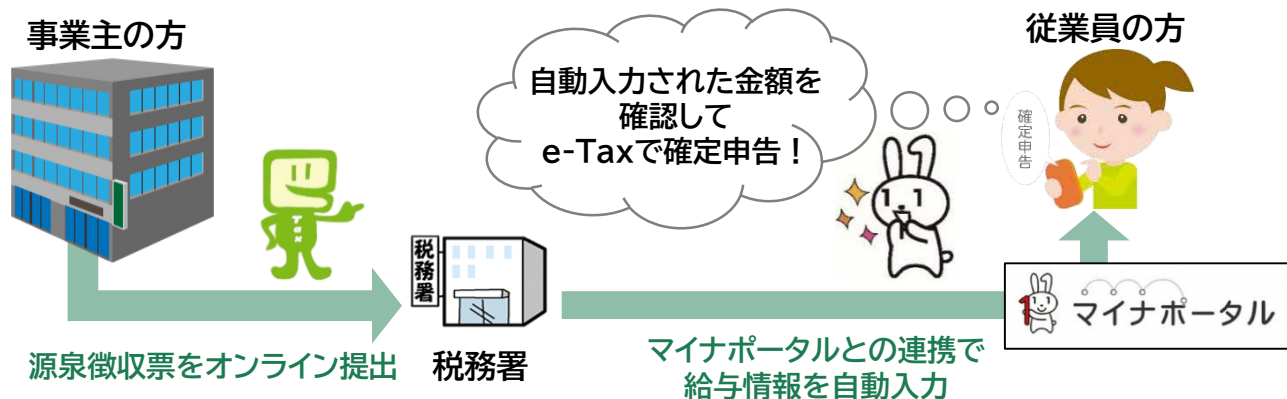 事業主の方
従業員の方
自動入力された金額を
確認して
e-Taxで確定申告！
確定申告
税務署
マイナポータル
源泉徴収票をオンライン提出
税務署
マイナポータルとの連携で
給与情報を自動入力